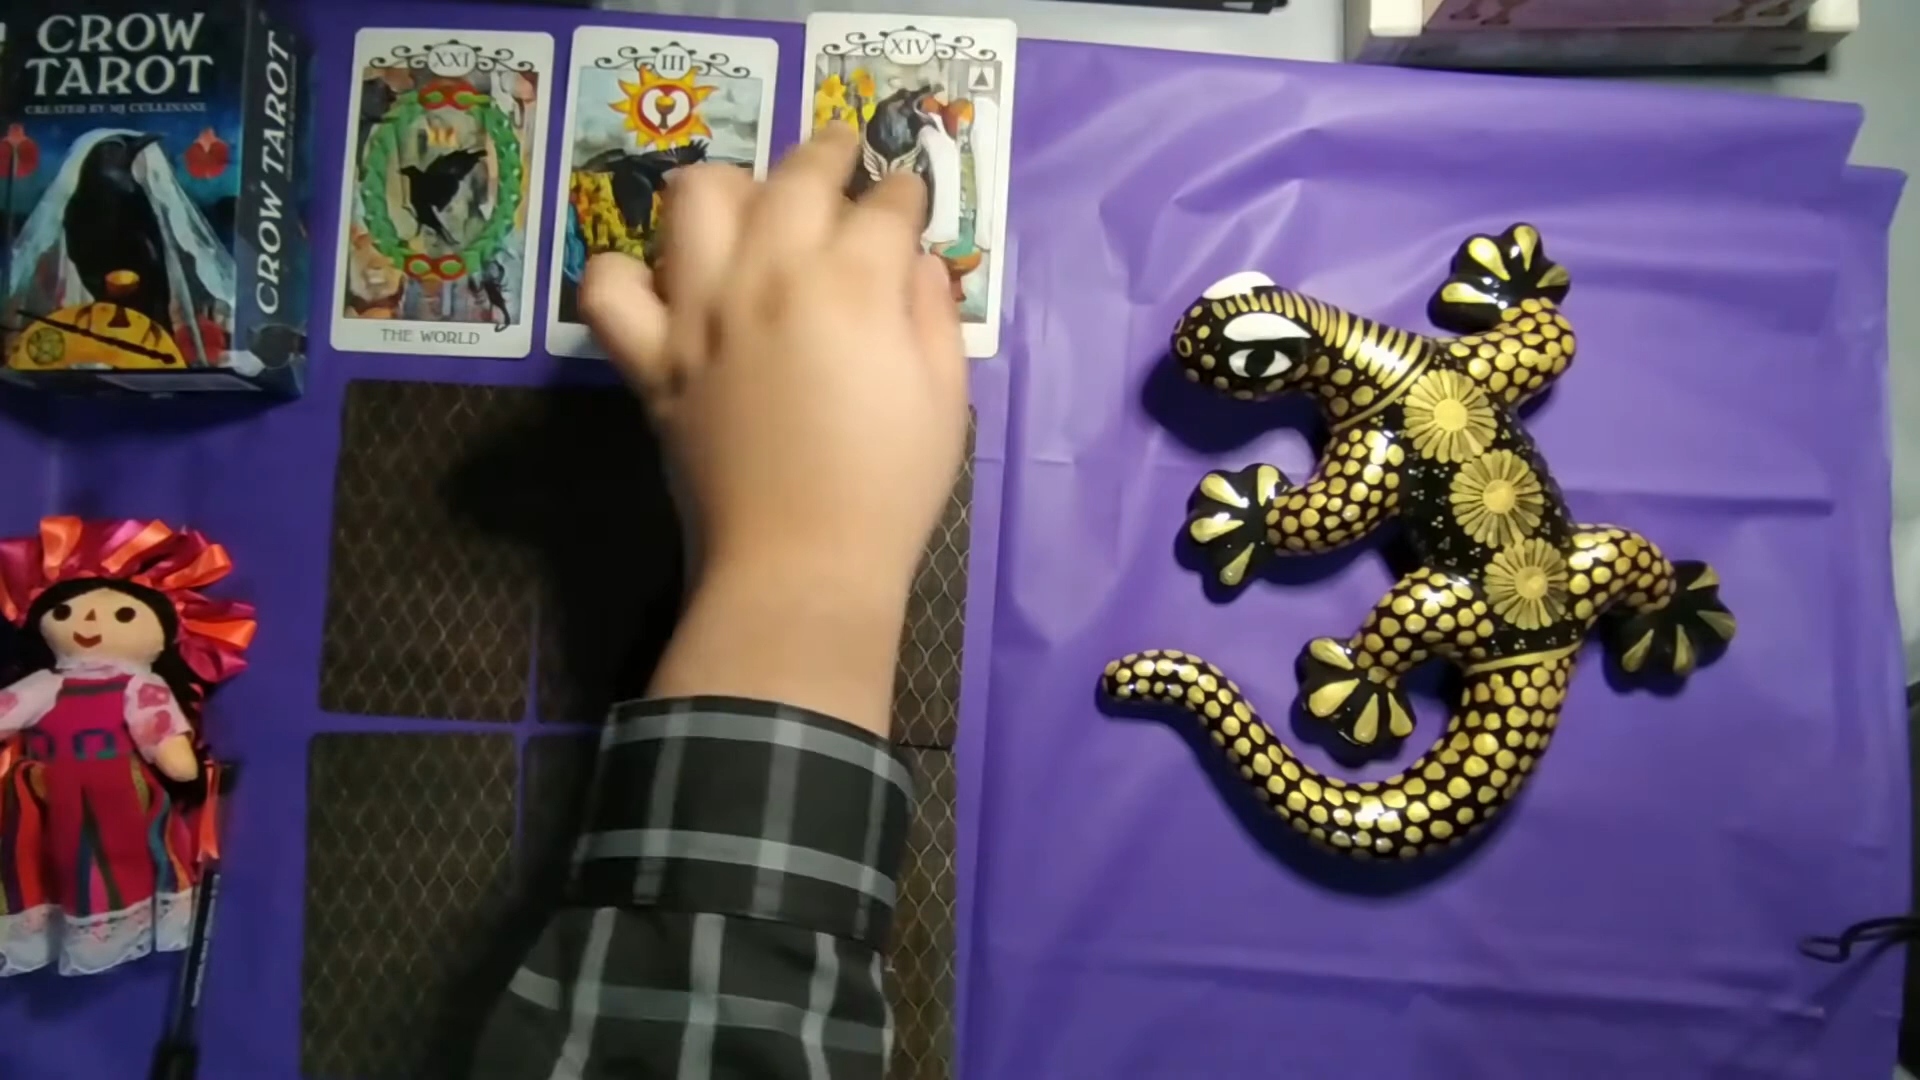 CROW
TAROT
CREATED BY MJ CULLINANE
CROW TAROT
XXI
THE WORLD
III
XIV